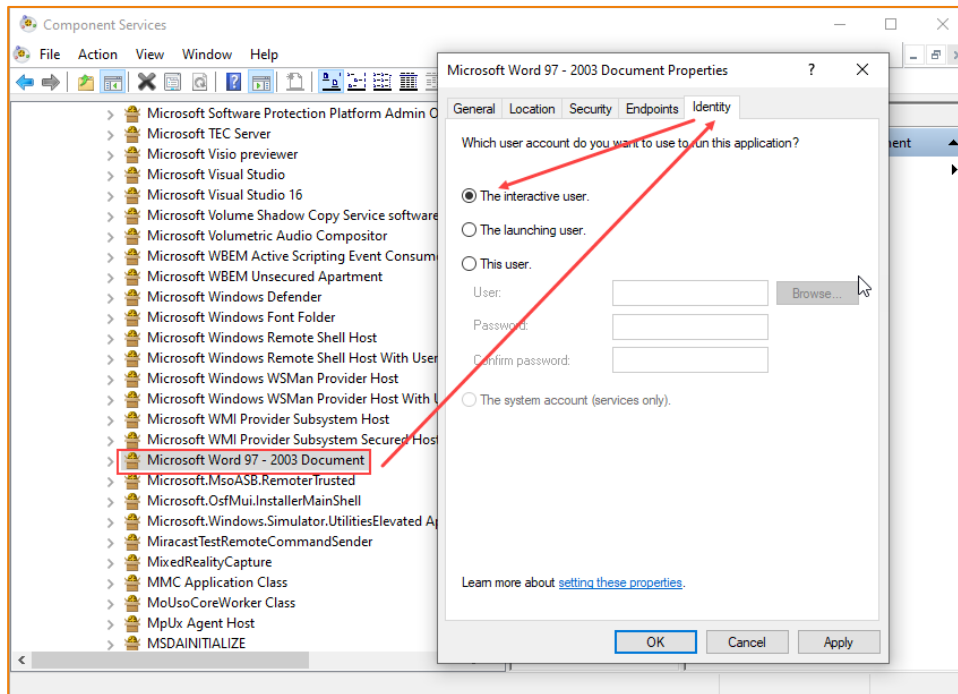 Component Services
File Action View Window Help
Microsoft Software Protection Platform Admin O
Microsoft TEC Server
Microsoft Visio previewer
Microsoft Visual Studio
Microsoft Visual Studio 16
Microsoft Volume Shadow Copy Service software
Microsoft Volumetric Audio Compositor
Microsoft WBEM Active Scripting Event Consum
Microsoft WBEM Unsecured Apartment
Microsoft Windows Defender
Microsoft Windows Font Folder
Microsoft Windows Remote Shell Host
Microsoft Windows Remote Shell Host With User
Microsoft Windows WSMan Provider Host
Microsoft Windows WSMan Provider Host With U
Microsoft WMI Provider Subsystem Host
Microsoft WMI Provider Subsystem Secured Host
Microsoft Word 97 - 2003 Document
Microsoft.MsoASB.RemoterTrusted
Microsoft.OsfMui.InstallerMainShell
Microsoft.Windows.Simulator.UtilitiesElevated Ap
MiracastTestRemoteCommandSender
MixedRealityCapture
MMC Application Class
MoUsoCoreWorker Class
MpUx Agent Host
MSDAINITIALIZE
Microsoft Word 97 - 2003 Document Properties
General Location Security Endpoints Identity
Which user account do you want to use to run this application?
The interactive user.
The launching user.
This user.
User:
Browse...
Password:
Confirm password:
The system account (services only).
Learn more about setting these properties.
OK Cancel Apply
ent